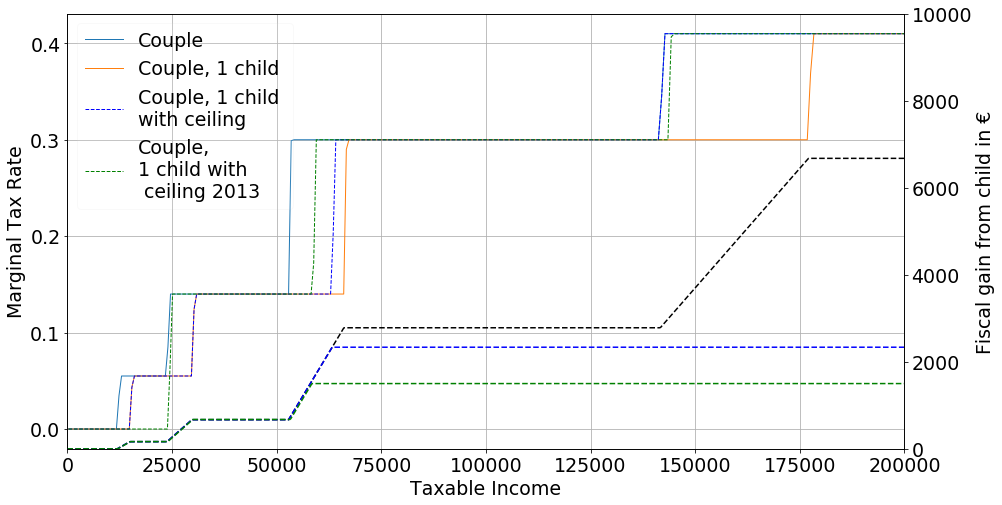 Couple
Couple, 1 child
Couple, 1 child
with ceiling
Couple,
1 child with
ceiling 2013
Marginal Tax Rate
0.4
0.3
0.2
0.1
0.0
Fiscal gain from child in €
10000
8000
6000
4000
2000
0
0 25000 50000 75000 100000 125000 150000 175000 200000
Taxable Income